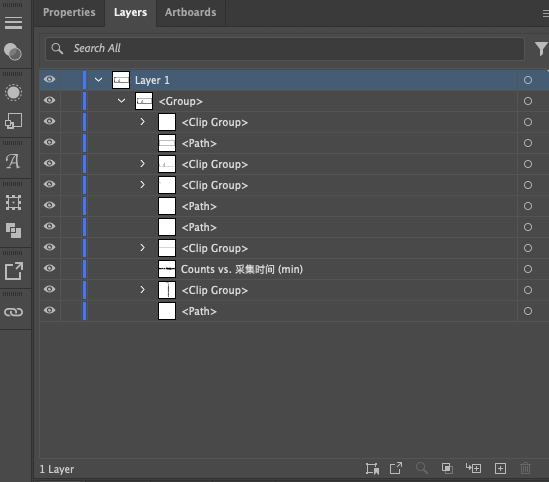 Properties
Layers
Artboards
Search All
Layer 1
<Group>
<Clip Group>
<Path>
<Clip Group>
<Clip Group>
<Path>
<Path>
<Clip Group>
Counts vs. 采集时间 (min)
<Clip Group>
<Path>
1 Layer